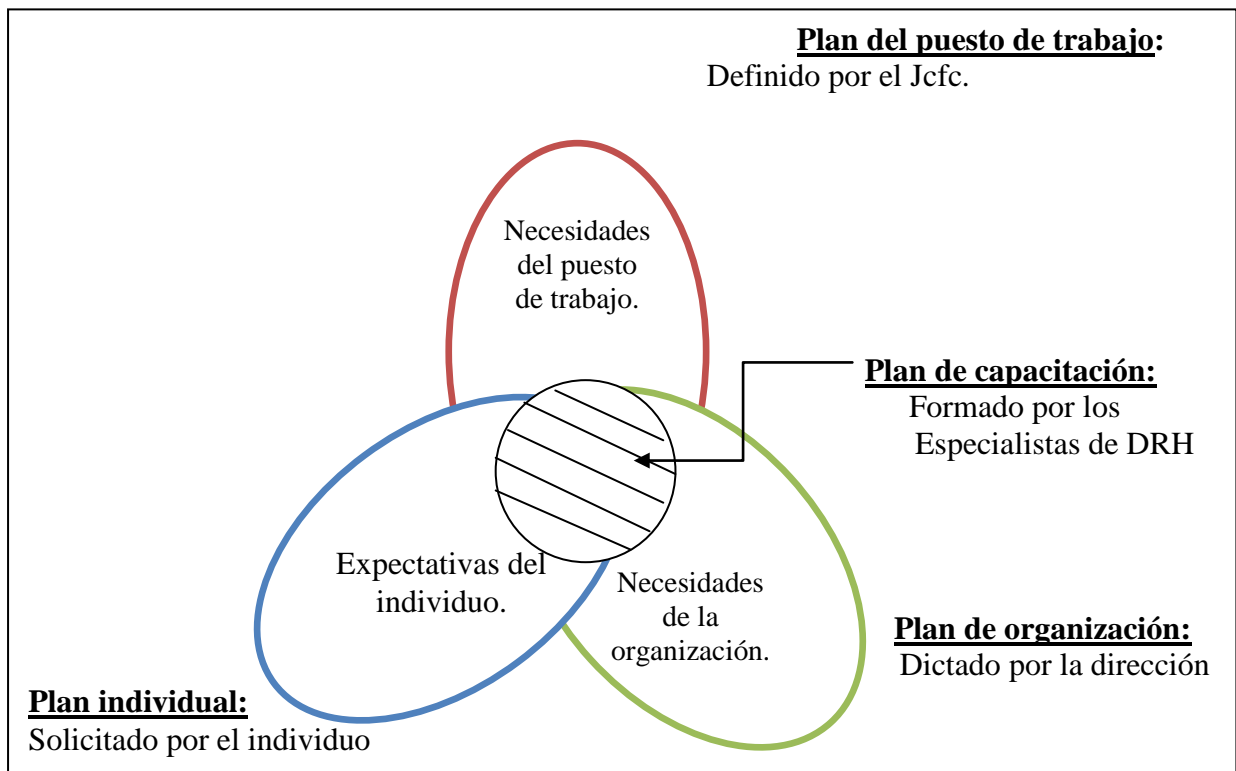 Plan del puesto de trabajo:
Definido por el Jcfc.
Necesidades
del puesto
de trabajo.
Plan de capacitación:
Formado por los
Especialistas de DRH
Expectativas del
individuo.
Necesidades
de la
organización.
Plan de organización:
Dictado por la dirección
Plan individual:
Solicitado por el individuo